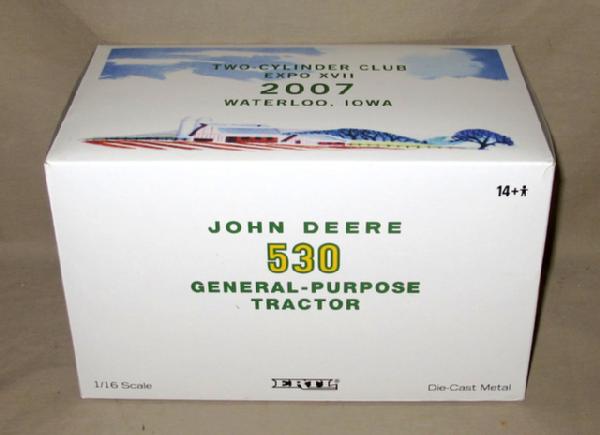 TWO-CYLINDER CLUB
EXPO XVII
2007
WATERLOO, IOWA
14+
JOHN DEERE
530
GENERAL-PURPOSE
TRACTOR
1/16 Scale
ERTL®
Die-Cast Metal